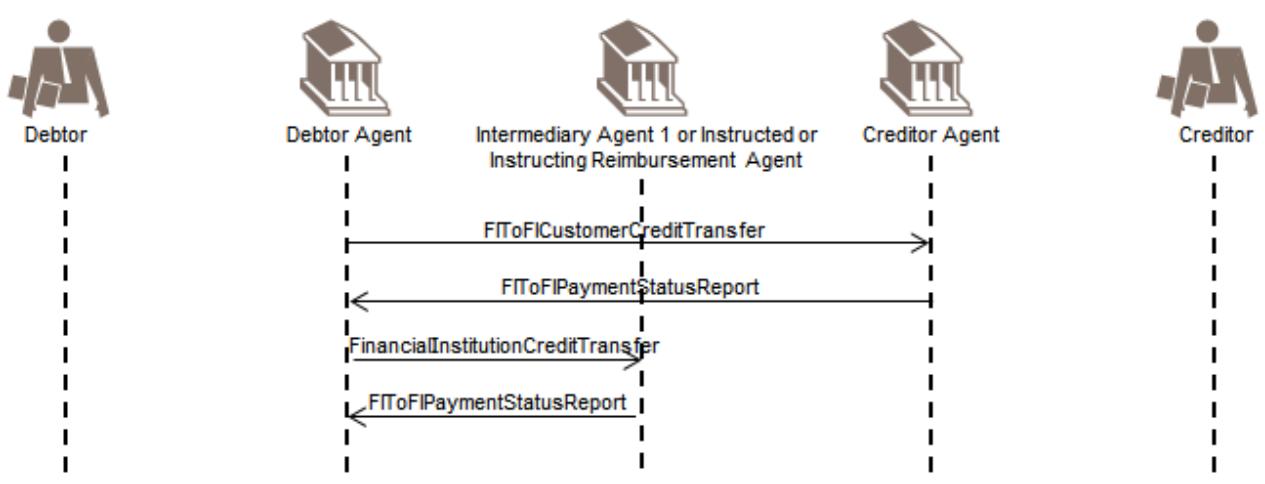 Debtor
Debtor Agent
Intermediary Agent 1 or Instructed or
Instructing Reimbursement Agent
Creditor Agent
Creditor
FIToFICustomerCreditTransfer
FIToFIPaymentStatusReport
FinancialInstitutionCreditTransfer
FIToFIPaymentStatusReport